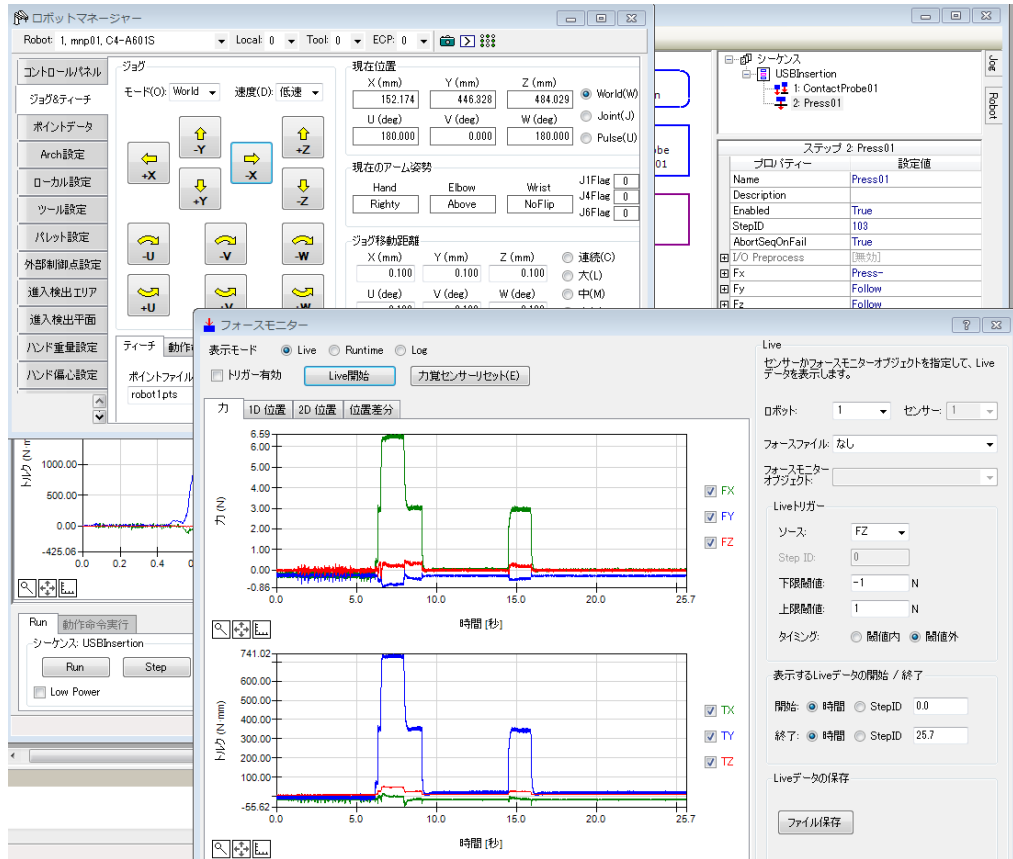 ロボットマネージャー
Robot: 1, mnp01, C4-A601S Local: 0 Tool: 0 ECP: 0
コントロールパネル
ジョグ&ティーチ
ポイントデータ
Arch設定
ローカル設定
ツール設定
パレット設定
外部制御点設定
進入検出エリア
進入検出平面
ハンド重量設定
ハンド偏心設定
ジョグ
モード(O): World 速度(D): 低速
-Y
+Z
+X
-X
+Y
-Z
-U
-V
-W
+U
+V
+W
現在位置
X (mm) Y (mm) Z (mm)
152.174 446.328 484.029
U (deg) V (deg) W (deg)
180.000 0.000 180.000
World(W)
Joint(J)
Pulse(U)
現在のアーム姿勢
Hand Elbow Wrist
Righty Above NoFlip
J1Flag 0
J4Flag 0
J6Flag 0
ジョグ移動距離
X (mm) Y (mm) Z (mm)
0.100 0.100 0.100
U (deg) V (deg) W (deg)
連続(C)
大(L)
中(M)
ティーチ
ポイントファイル
robot1.pts
シーケンス
USBInsertion
1: ContactProbe01
2: Press01
Jog
Robot
ステップ 2: Press01
プロパティー 設定値
Name Press01
Description
Enabled True
StepID 103
AbortSeqOnFail True
I/O Preprocess [無効]
Fx Press-
Fy Follow
Fz Follow
トルク (N·m
1000.00
500.00
0.00
-425.06
0.0 0.2 0.4
Run 動作命令実行
シーケンス: USBInsertion
Run Step
Low Power
フォースモニター
表示モード Live Runtime Log
トリガー有効 Live開始 力覚センサーリセット(E)
力 1D 位置 2D 位置 位置差分
6.59
6.00
5.00
4.00
3.00
2.00
1.00
0.00
-0.86
力 (N)
0.0 5.0 10.0 15.0 20.0 25.7
時間 [秒]
FX
FY
FZ
741.02
600.00
500.00
400.00
300.00
200.00
100.00
-55.62
トルク (N·mm)
0.0 5.0 10.0 15.0 20.0 25.7
時間 [秒]
TX
TY
TZ
Live
センサーかフォースモニターオブジェクトを指定して、Live
データを表示します。
ロボット: 1 センサー: 1
フォースファイル: なし
フォースモニター
オブジェクト:
Liveトリガー
ソース: FZ
Step ID: 0
下限閾値: -1 N
上限閾値: 1 N
タイミング: 閾値内 閾値外
表示するLiveデータの開始 / 終了
開始: 時間 StepID 0.0
終了: 時間 StepID 25.7
Liveデータの保存
ファイル保存